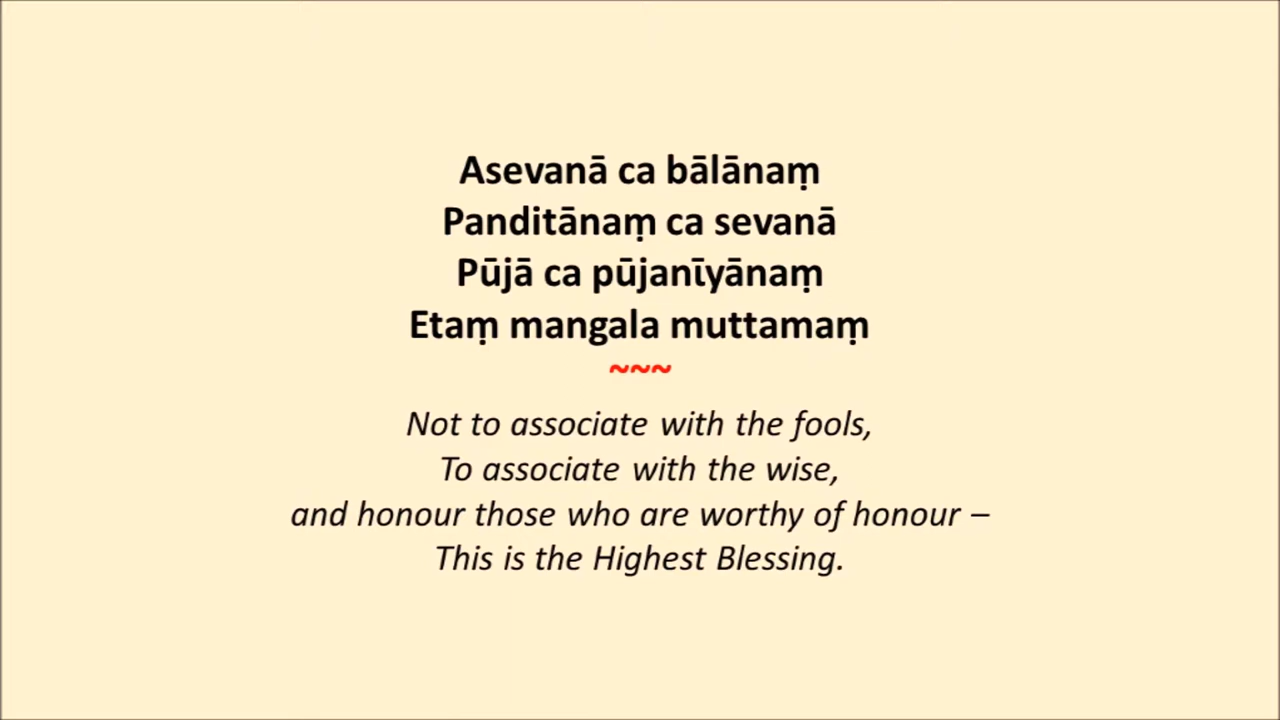 Asevanā ca bālānaṃ
Panditānaṃ ca sevanā
Pūjā ca pūjanīyānaṃ
Etaṃ mangala muttamaṃ
~~~
Not to associate with the fools,
To associate with the wise,
and honour those who are worthy of honour –
This is the Highest Blessing.